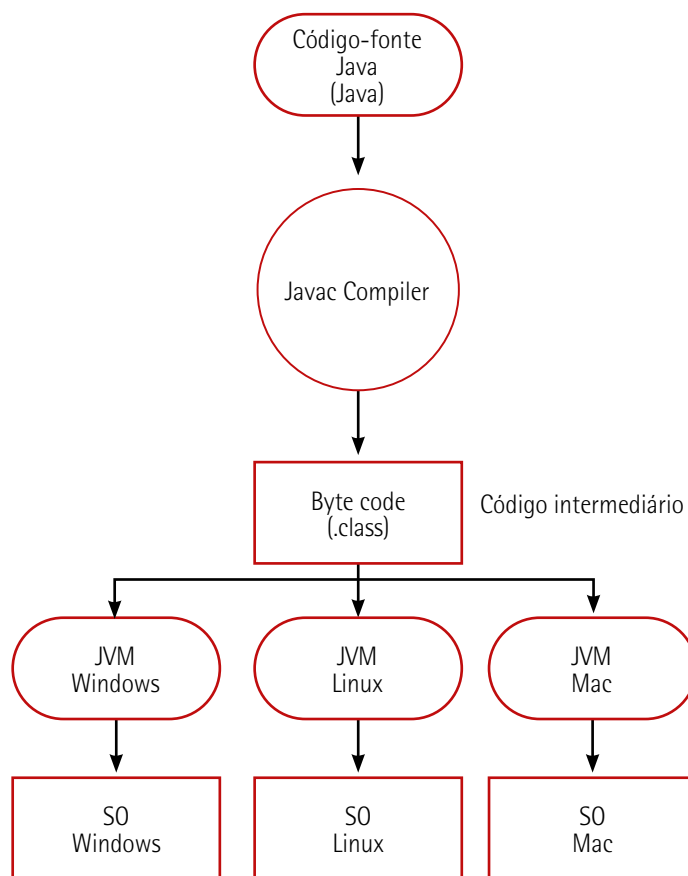 Código-fonte
Java
(Java)
Javac Compiler
Byte code
(.class)
Código intermediário
JVM
Windows
JVM
Linux
JVM
Mac
SO
Windows
SO
Linux
SO
Mac